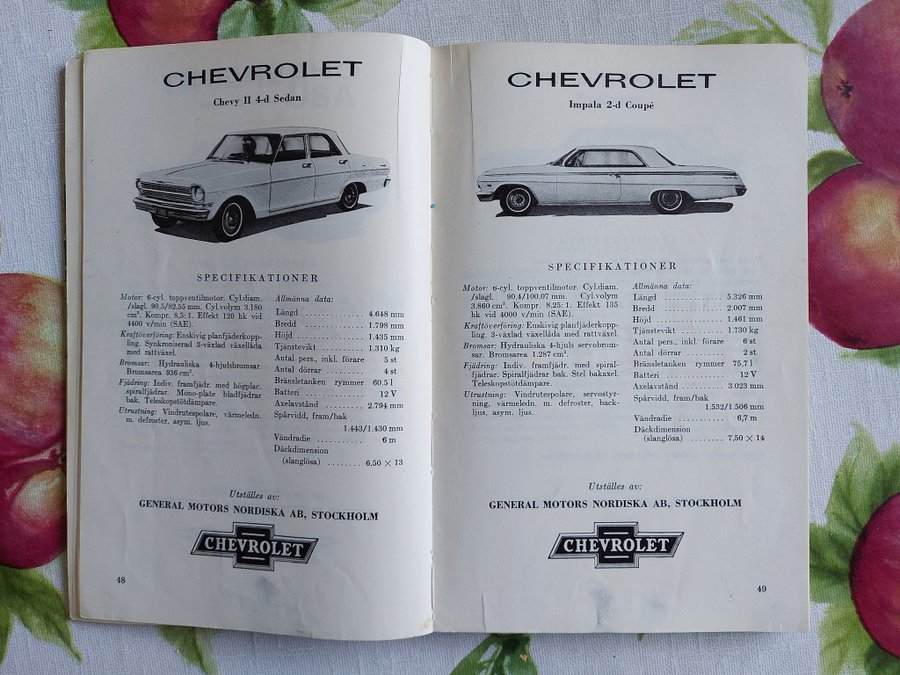 CHEVROLET
Chevy II 4-d Sedan
SPECIFIKATIONER
Motor: 6-cyl. toppventilmotor. Cyl.diam.
/slagl. 90,5/82,55 mm. Cyl.volym 3.180
cm³. Kompr. 8,5: 1. Effekt 120 hk vid
4400 v/min (SAE).
Kraftöverföring: Enskivig planfjäderkopp-
ling. Synkroniserad 3-växlad växellåda
med rattväxel.
Bromsar: Hydrauliska 4-hjulsbromsar.
Bromsarea 936 cm².
Fjädring: Indiv. framfjädr. med högplac.
spiralfjädrar. Mono-plate bladfjädrar
bak. Teleskopstötdämpare.
Utrustning: Vindrutespolare, värmeledn.
m. defroster, asym. ljus.
Allmänna data:
Längd ............ 4.648 mm
Bredd ............ 1.798 mm
Höjd ............ 1.435 mm
Tjänstevikt ........ 1.310 kg
Antal pers., inkl. förare 5 st
Antal dörrar ........ 4 st
Bränsletanken rymmer 60.5 l
Batteri ............ 12 V
Axelavstånd ........ 2.794 mm
Spårvidd, fram/bak
1.443/1.430 mm
Vändradie .......... 6 m
Däckdimension
(slanglösa) ........ 6,50 × 13
Utställes av:
GENERAL MOTORS NORDISKA AB, STOCKHOLM
CHEVROLET
48
CHEVROLET
Impala 2-d Coupé
SPECIFIKATIONER
Motor: 6-cyl. toppventilmotor. Cyl.diam.
/slagl. 90,4/100,07 mm. Cyl.volym
3.860 cm³. Kompr. 8,25: 1. Effekt 135
hk vid 4000 v/min (SAE).
Kraftöverföring: Enskivig planfjäderkopp-
ling. 3-växlad växellåda med rattväxel.
Bromsar: Hydrauliska 4-hjuls servobrom-
sar. Bromsarea 1.287 cm².
Fjädring: Indiv. framfjädr. med spiral-
fjädrar. Spiralfjädrar bak. Stel bakaxel.
Teleskopstötdämpare.
Utrustning: Vindrutespolare, servostyr-
ning, värmeledn. m. defroster, back-
ljus, asym. ljus.
Allmänna data:
Längd ............ 5.326 mm
Bredd ............ 2.007 mm
Höjd ............ 1.461 mm
Tjänstevikt ........ 1.730 kg
Antal pers., inkl. förare 6 st
Antal dörrar ........ 2 st
Bränsletanken rymmer 75,7 l
Batteri ............ 12 V
Axelavstånd ........ 3.023 mm
Spårvidd, fram/bak
1.532/1.506 mm
Vändradie .......... 6,7 m
Däckdimension
(slanglösa) ........ 7,50 × 14
Utställes av:
GENERAL MOTORS NORDISKA AB, STOCKHOLM
CHEVROLET
49